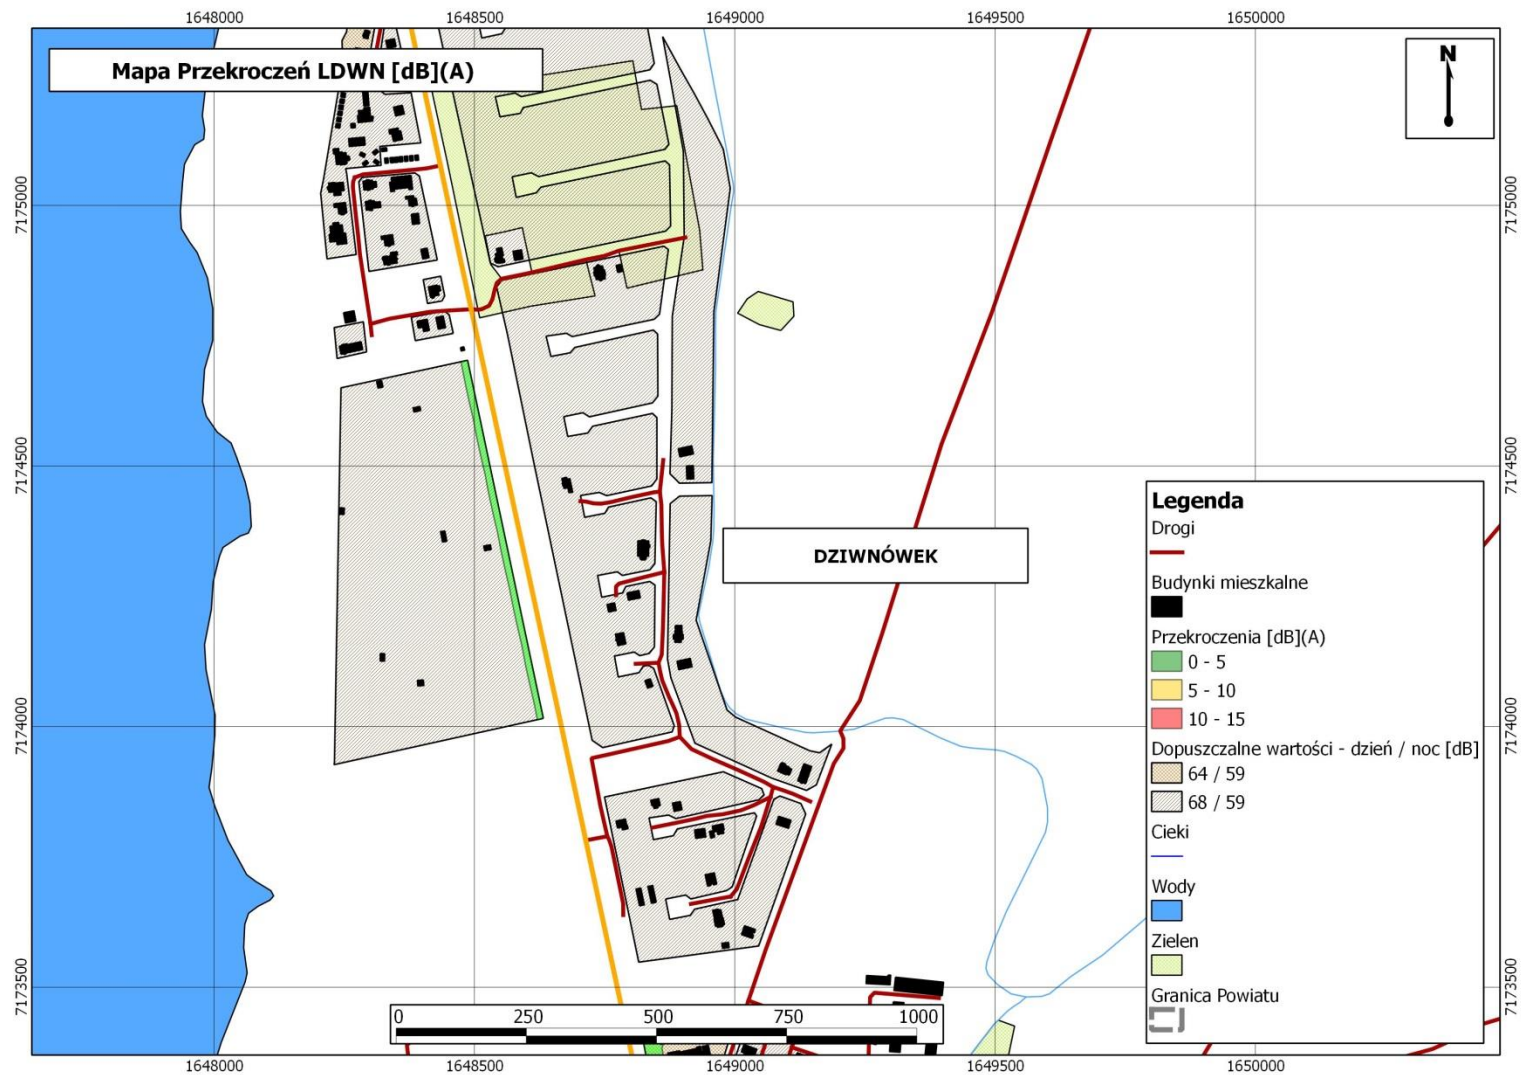 1648000 1648500 1649000 1649500 1650000
Mapa Przekroczeń LDWN [dB](A)
N
7175000 7175000
7174500 7174500
Legenda
Drogi
DZIWNÓWEK
Budynki mieszkalne
Przekroczenia [dB](A)
0 - 5
5 - 10
10 - 15
7174000 7174000
Dopuszczalne wartości - dzień / noc [dB]
64 / 59
68 / 59
Cieki
Wody
Zielen
7173500 7173500
Granica Powiatu
0 250 500 750 1000
1648000 1648500 1649000 1649500 1650000